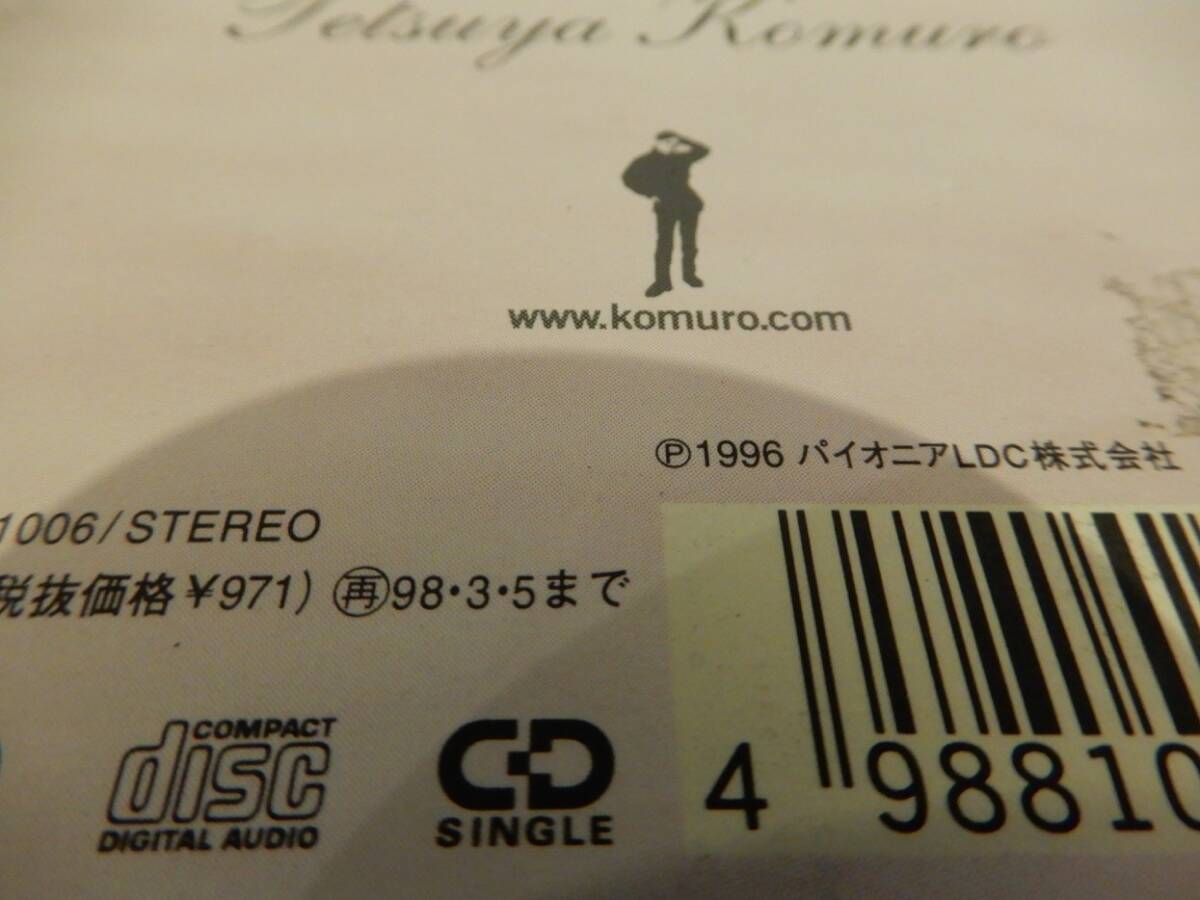 Tetsuya Komuro
www.komuro.com
Ⓟ1996 パイオニアLDC株式会社
1006/STEREO
税抜価格¥971) ㊐98・3・5まで
COMPACT
disc
DIGITAL AUDIO
CD
SINGLE
4 98810